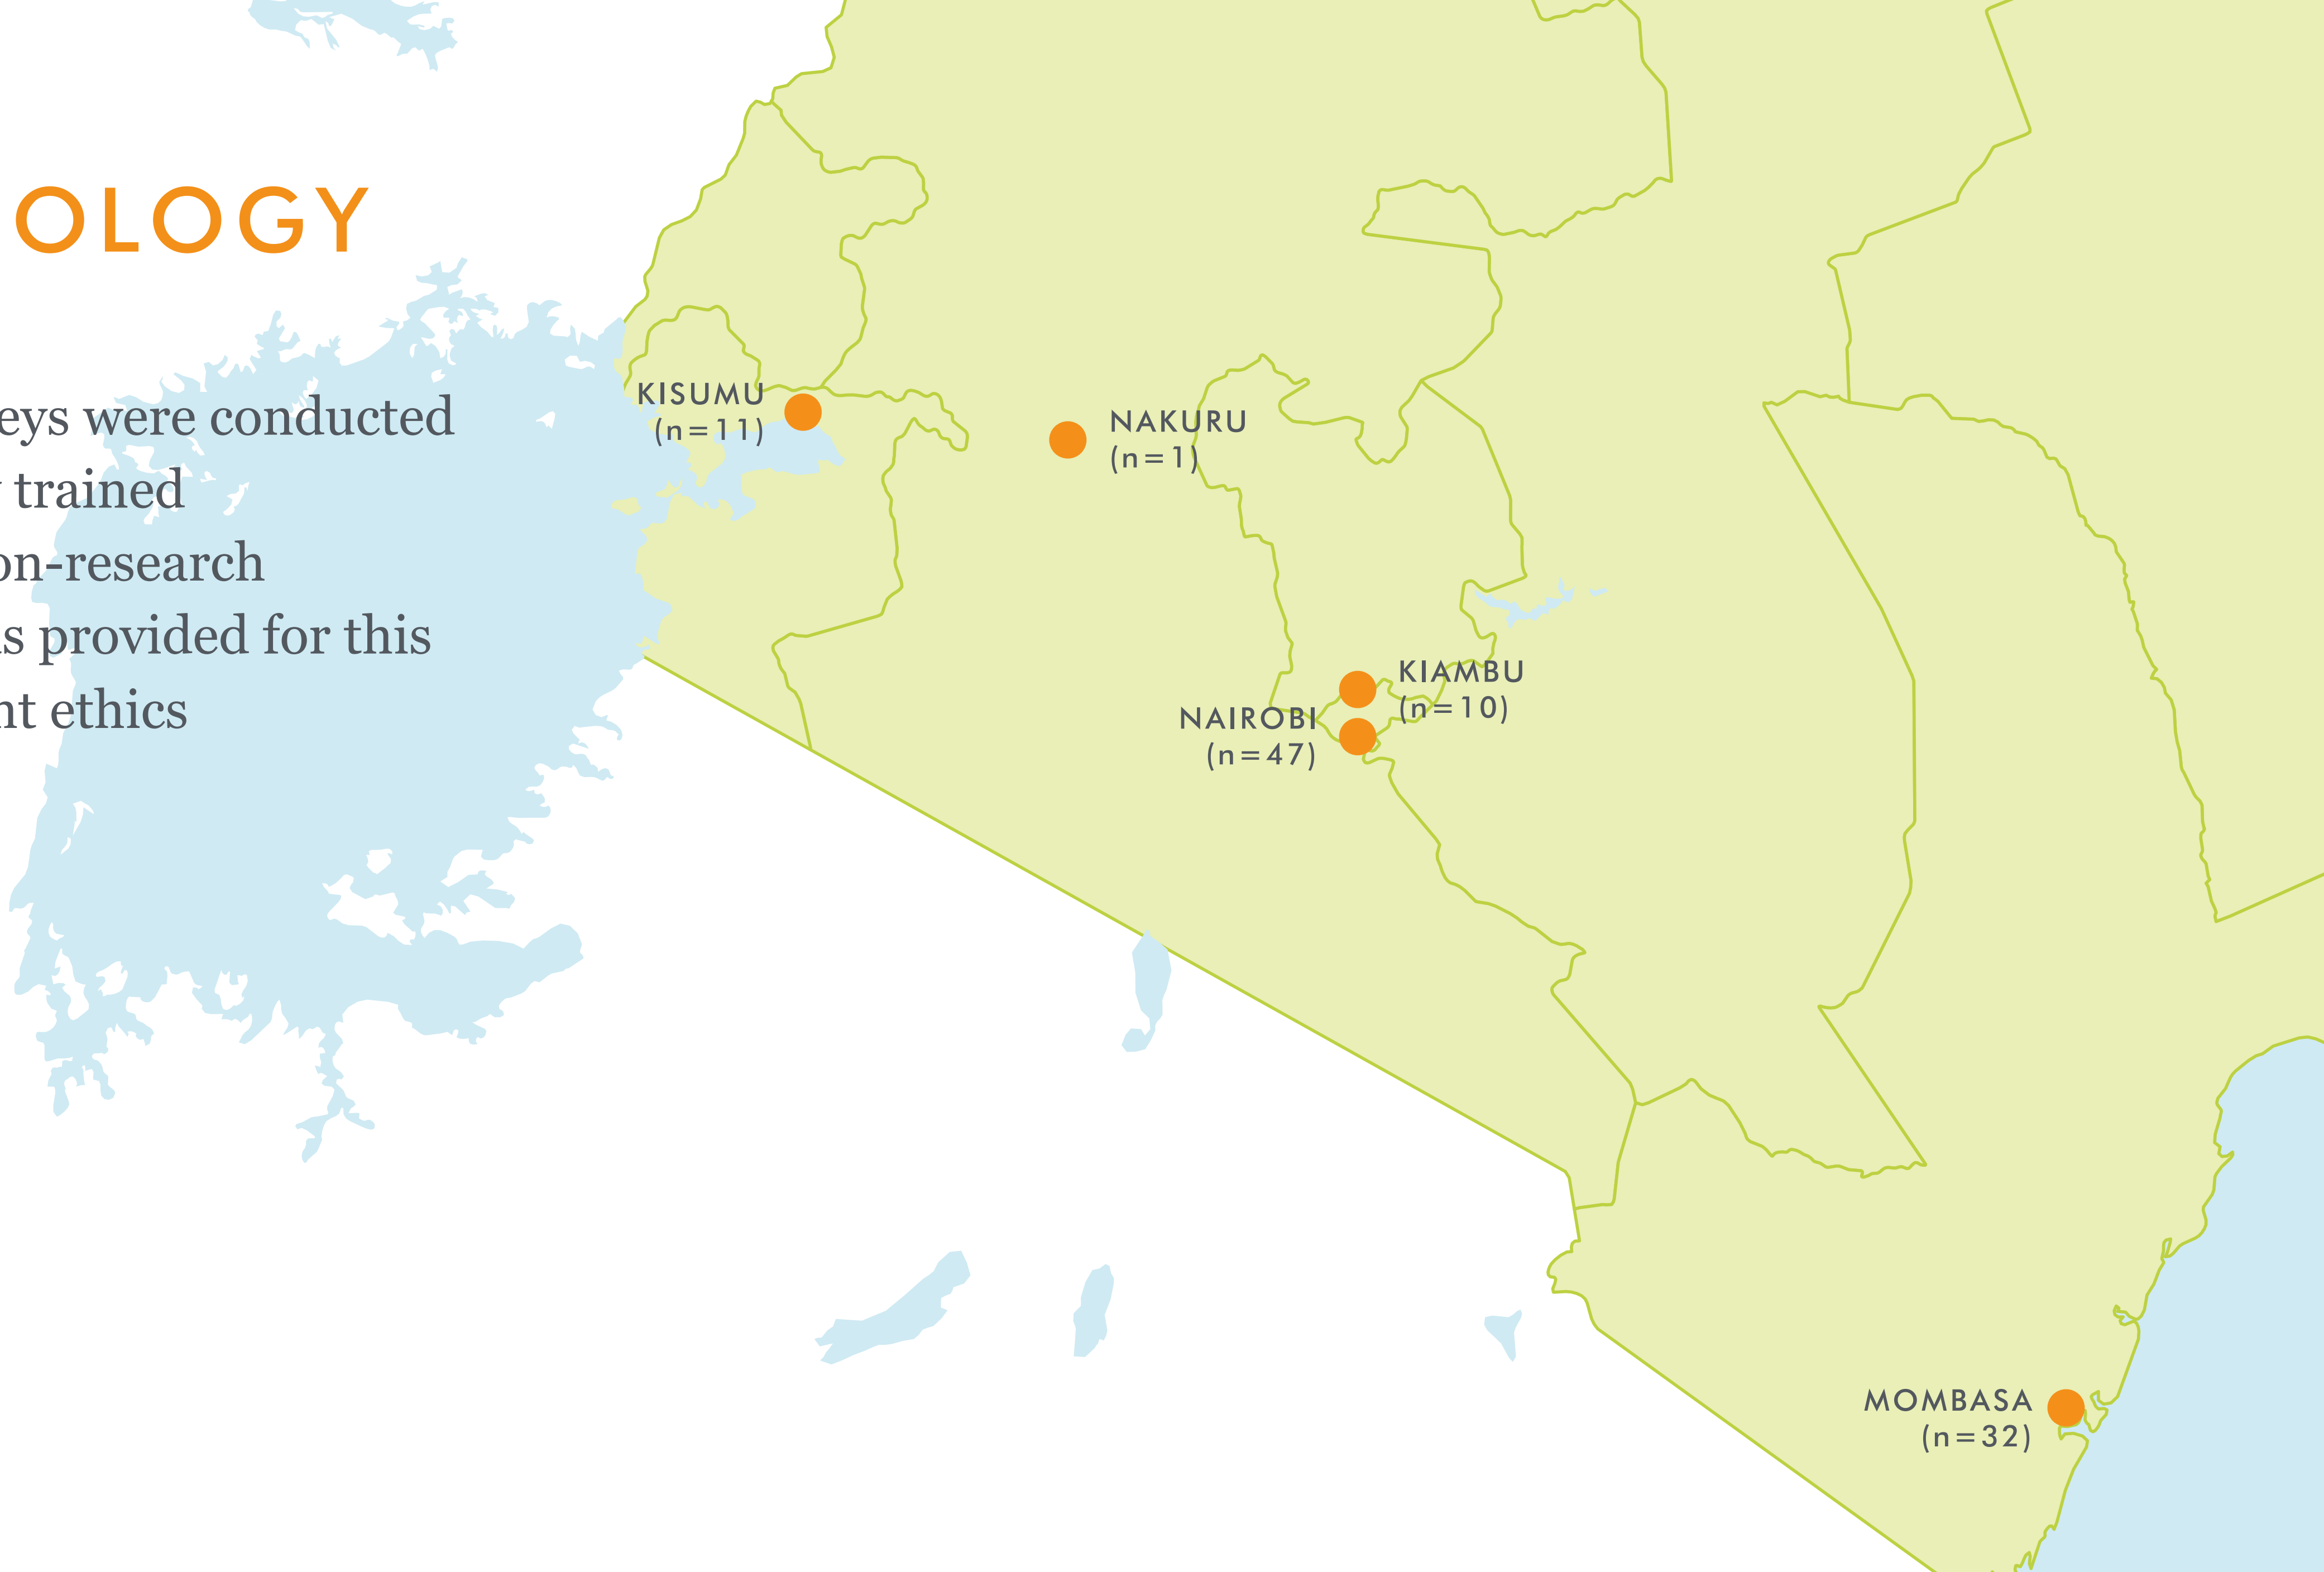 OLOGY
eys were conducted
trained
on-research
s provided for this
nt ethics
KISUMU
(n=11)
NAKURU
(n=1)
KIAMBU
(n=10)
NAIROBI
(n=47)
MOMBASA
(n=32)